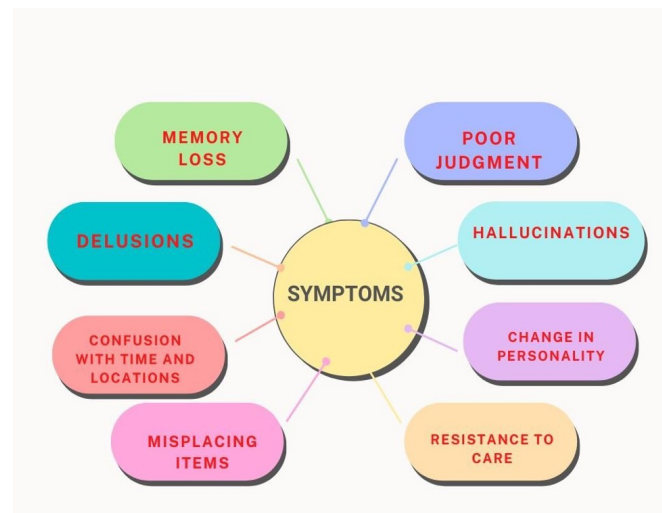 MEMORY
LOSS
POOR
JUDGMENT
DELUSIONS
HALLUCINATIONS
SYMPTOMS
CONFUSION
WITH TIME AND
LOCATIONS
CHANGE IN
PERSONALITY
MISPLACING
ITEMS
RESISTANCE TO
CARE